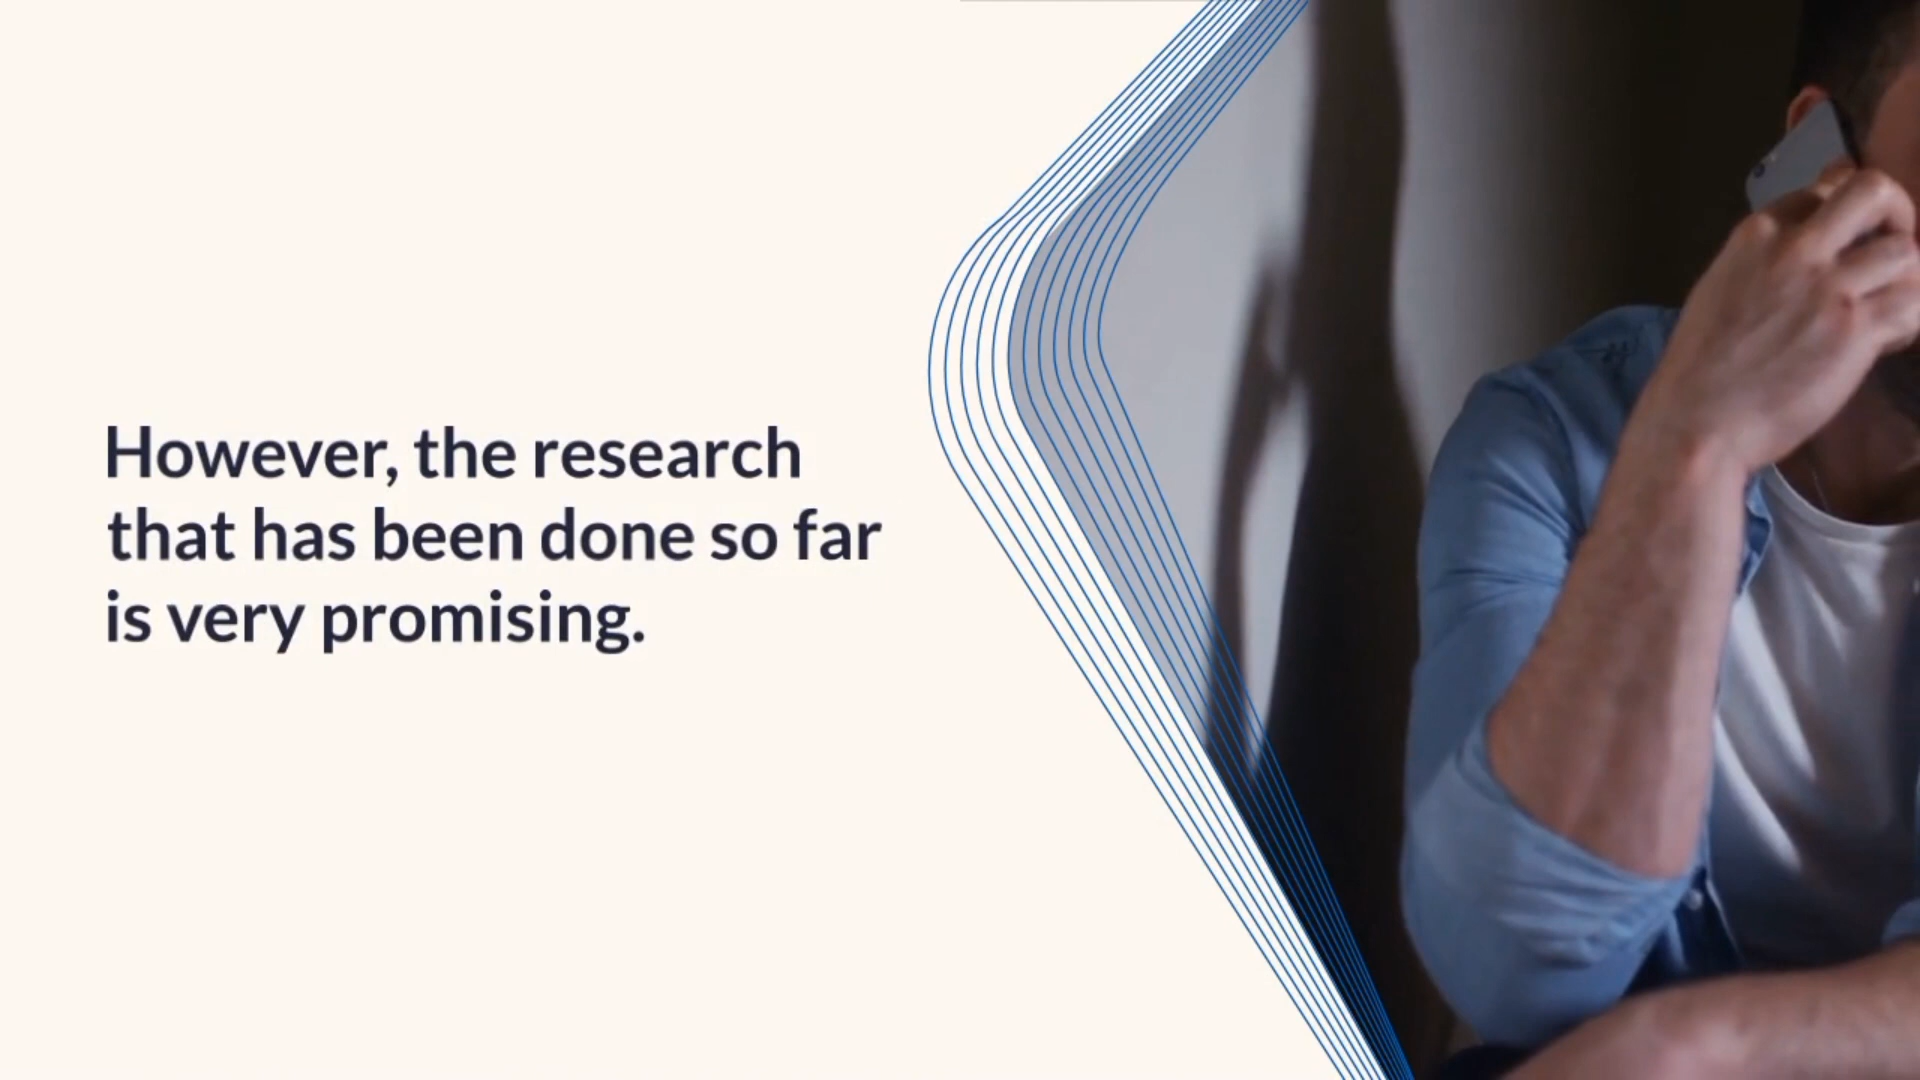 However, the research
that has been done so far
is very promising.